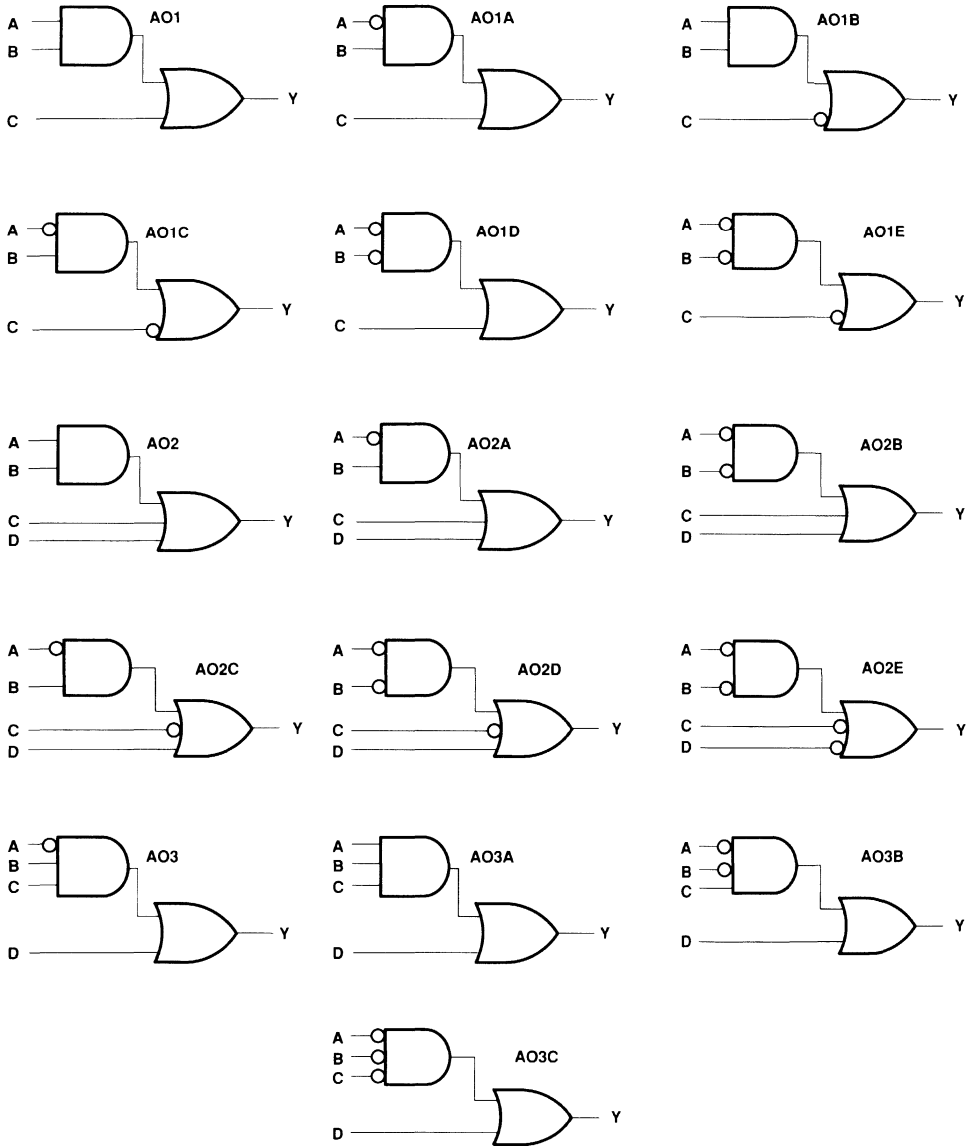 A AO1
B
C Y
A AO1A
B
C Y
A AO1B
B
C Y
A AO1C
B
C Y
A AO1D
B
C Y
A AO1E
B
C Y
A AO2
B
C Y
D
A AO2A
B
C Y
D
A AO2B
B
C Y
D
A AO2C
B
C Y
D
A AO2D
B
C Y
D
A AO2E
B
C Y
D
A AO3
B
C
D Y
A AO3A
B
C
D Y
A AO3B
B
C
D Y
A AO3C
B
C
D Y